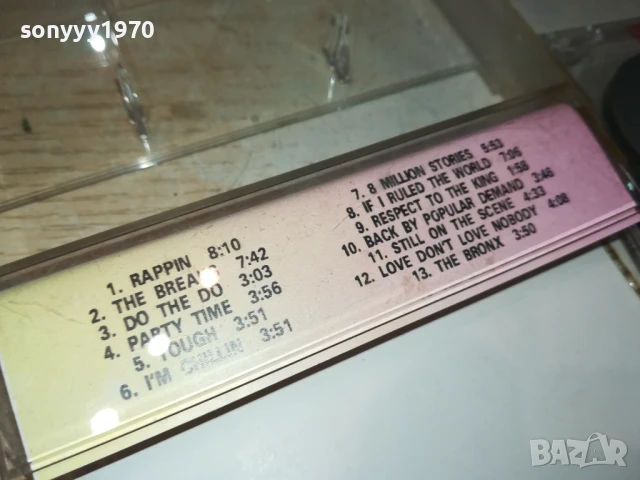 sonyyy1970
1. RAPPIN 8:10
2. THE BREAKS 7:42
3. DO THE DO 3:03
4. PARTY TIME 3:56
5. TOUGH 3:51
6. I'M CHILLIN 3:51
7. 8 MILLION STORIES 6:53
8. IF I RULED THE WORLD 7:06
9. RESPECT TO THE KING 1:58
10. BACK BY POPULAR DEMAND 3:46
11. STILL ON THE SCENE 4:33
12. LOVE DON'T LOVE NOBODY 4:08
13. THE BRONX 3:50
BAZAR